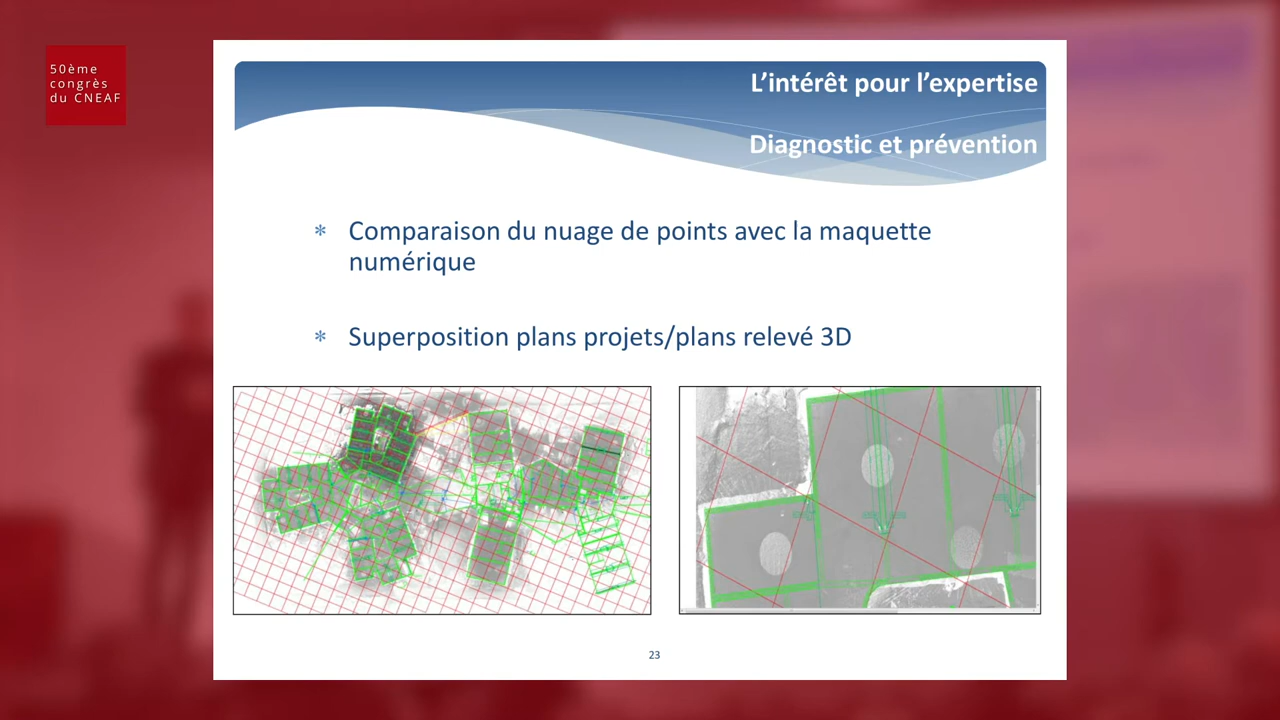 50ème
congrès
du CNEAF
L'intérêt pour l'expertise
Diagnostic et prévention
* Comparaison du nuage de points avec la maquette
numérique
* Superposition plans projets/plans relevé 3D
23